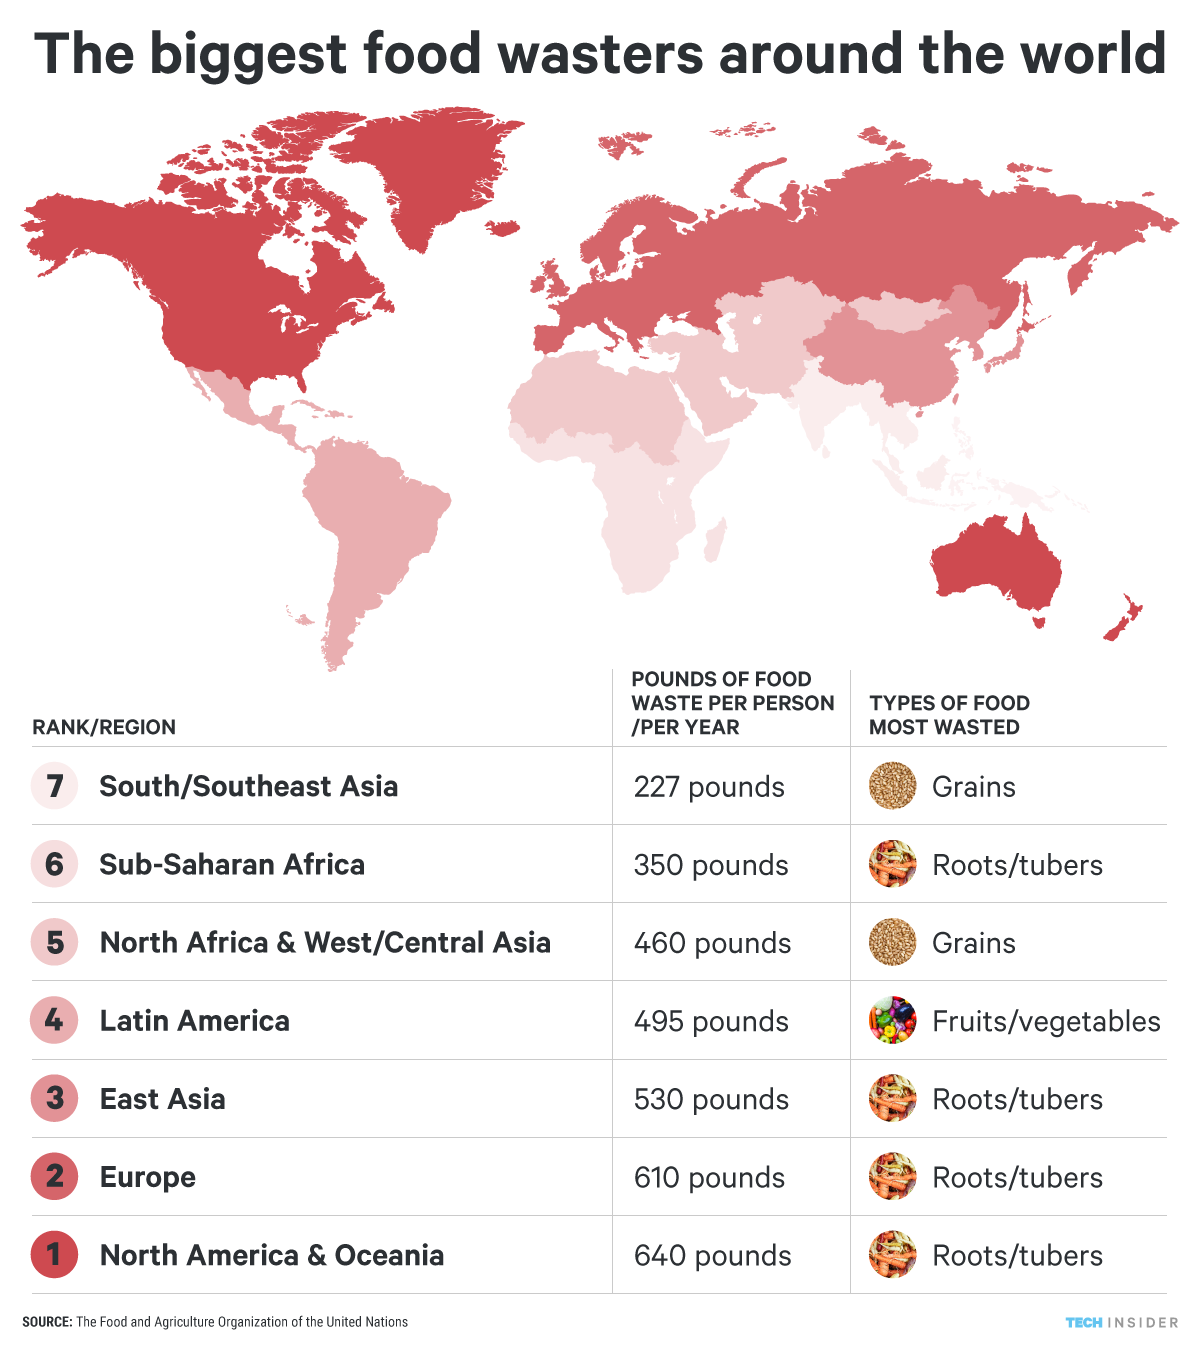 The biggest food wasters around the world
RANK/REGION
POUNDS OF FOOD
WASTE PER PERSON
/PER YEAR
TYPES OF FOOD
MOST WASTED
7 South/Southeast Asia 227 pounds Grains
6 Sub-Saharan Africa 350 pounds Roots/tubers
5 North Africa & West/Central Asia 460 pounds Grains
4 Latin America 495 pounds Fruits/vegetables
3 East Asia 530 pounds Roots/tubers
2 Europe 610 pounds Roots/tubers
1 North America & Oceania 640 pounds Roots/tubers
SOURCE: The Food and Agriculture Organization of the United Nations
TECH INSIDER